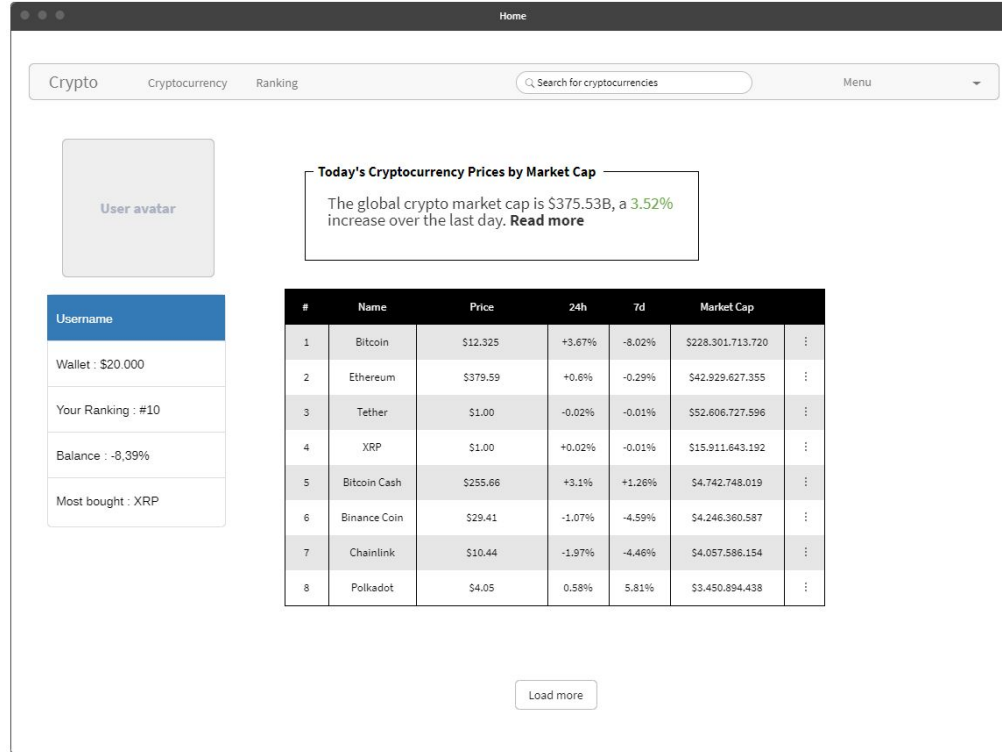 Home
Crypto Cryptocurrency Ranking Search for cryptocurrencies Menu
User avatar
Username
Wallet : $20.000
Your Ranking : #10
Balance : -8,39%
Most bought : XRP
Today's Cryptocurrency Prices by Market Cap
The global crypto market cap is $375.53B, a 3.52%
increase over the last day. Read more
# Name Price 24h 7d Market Cap
1 Bitcoin $12.325 +3.67% -8.02% $228.301.713.720
2 Ethereum $379.59 +0.6% -0.29% $42.929.627.355
3 Tether $1.00 -0.02% -0.01% $52.606.727.596
4 XRP $1.00 +0.02% -0.01% $15.911.643.192
5 Bitcoin Cash $255.66 +3.1% +1.26% $4.742.748.019
6 Binance Coin $29.41 -1.07% -4.59% $4.246.360.587
7 Chainlink $10.44 -1.97% -4.46% $4.057.586.154
8 Polkadot $4.05 0.58% 5.81% $3.450.894.438
Load more